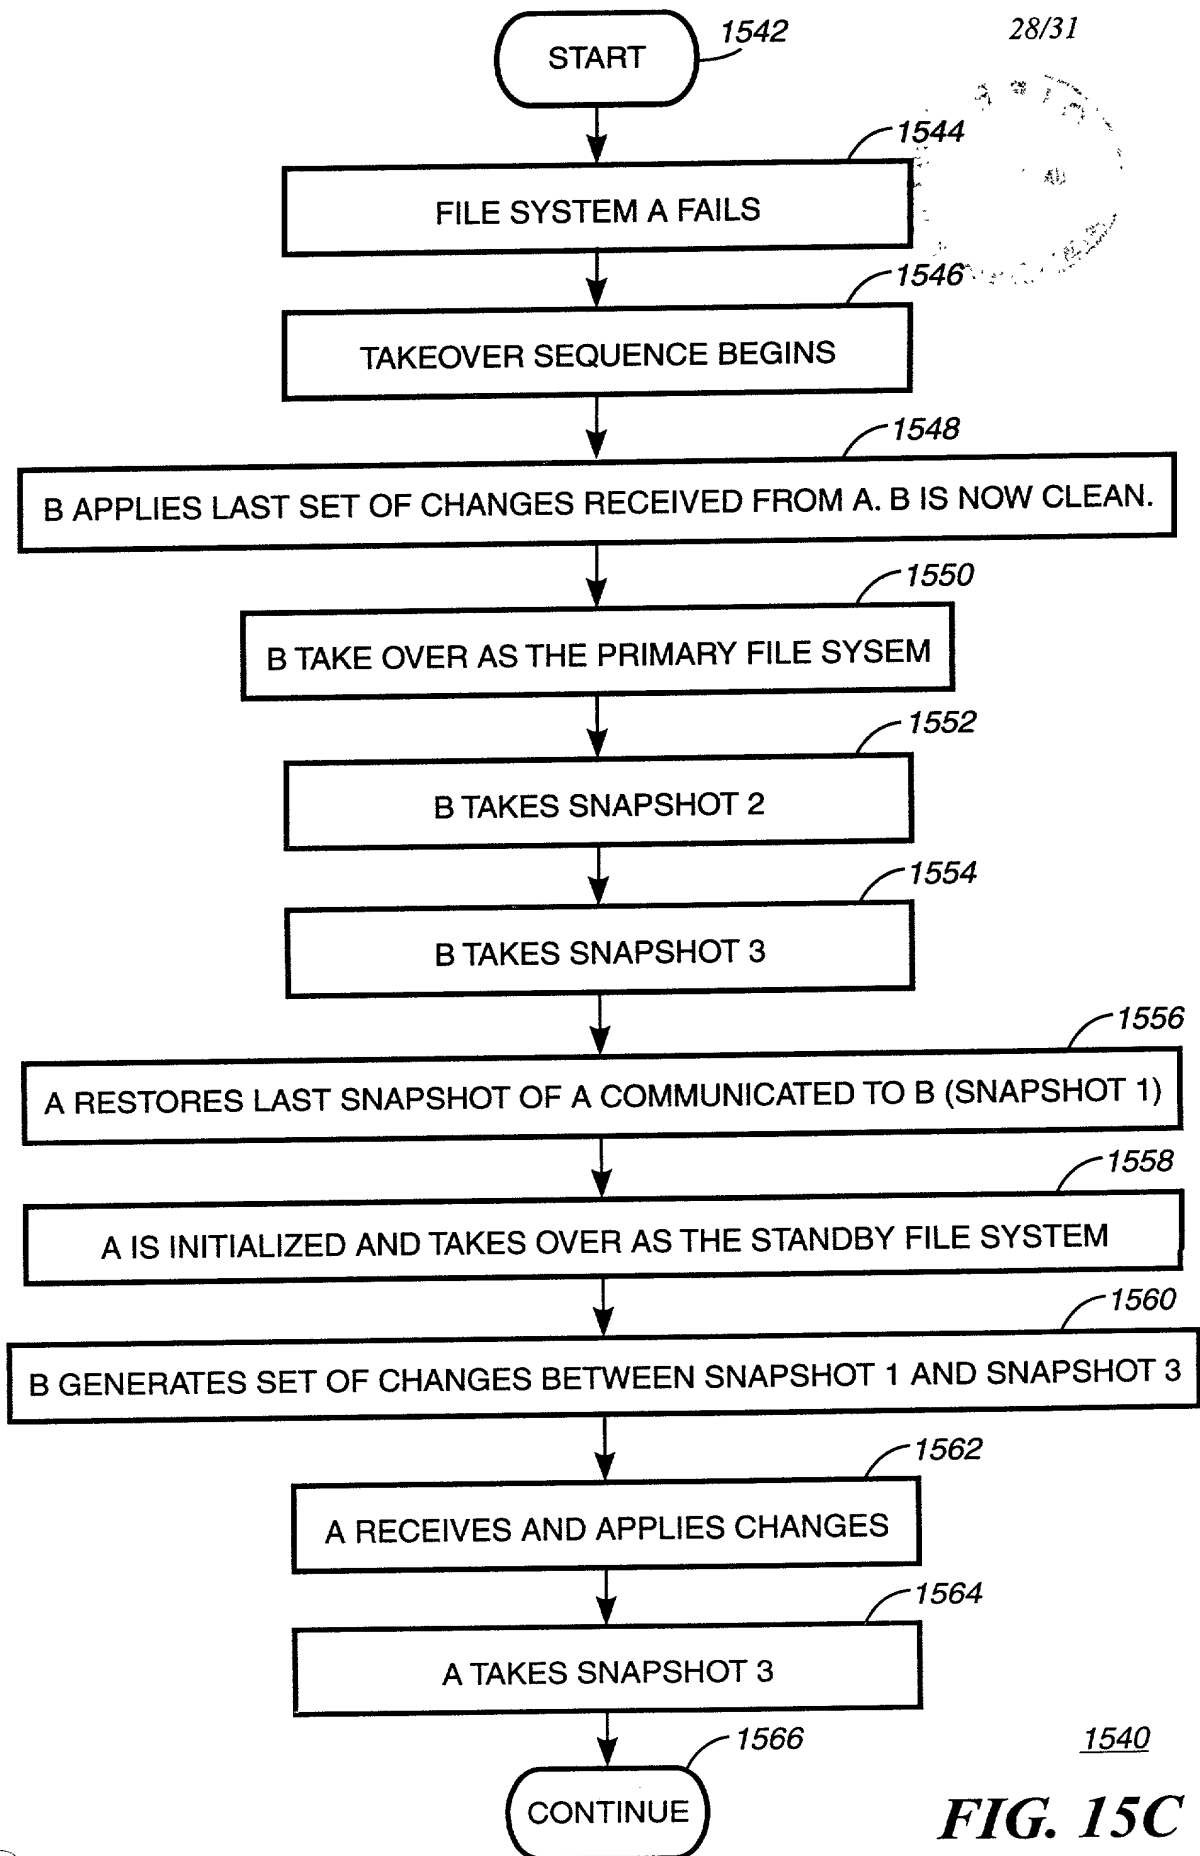 28/31
START
1542
1544
FILE SYSTEM A FAILS
1546
TAKEOVER SEQUENCE BEGINS
1548
B APPLIES LAST SET OF CHANGES RECEIVED FROM A. B IS NOW CLEAN.
1550
B TAKE OVER AS THE PRIMARY FILE SYSEM
1552
B TAKES SNAPSHOT 2
1554
B TAKES SNAPSHOT 3
1556
A RESTORES LAST SNAPSHOT OF A COMMUNICATED TO B (SNAPSHOT 1)
1558
A IS INITIALIZED AND TAKES OVER AS THE STANDBY FILE SYSTEM
1560
B GENERATES SET OF CHANGES BETWEEN SNAPSHOT 1 AND SNAPSHOT 3
1562
A RECEIVES AND APPLIES CHANGES
1564
A TAKES SNAPSHOT 3
1566
CONTINUE
1540
FIG. 15C